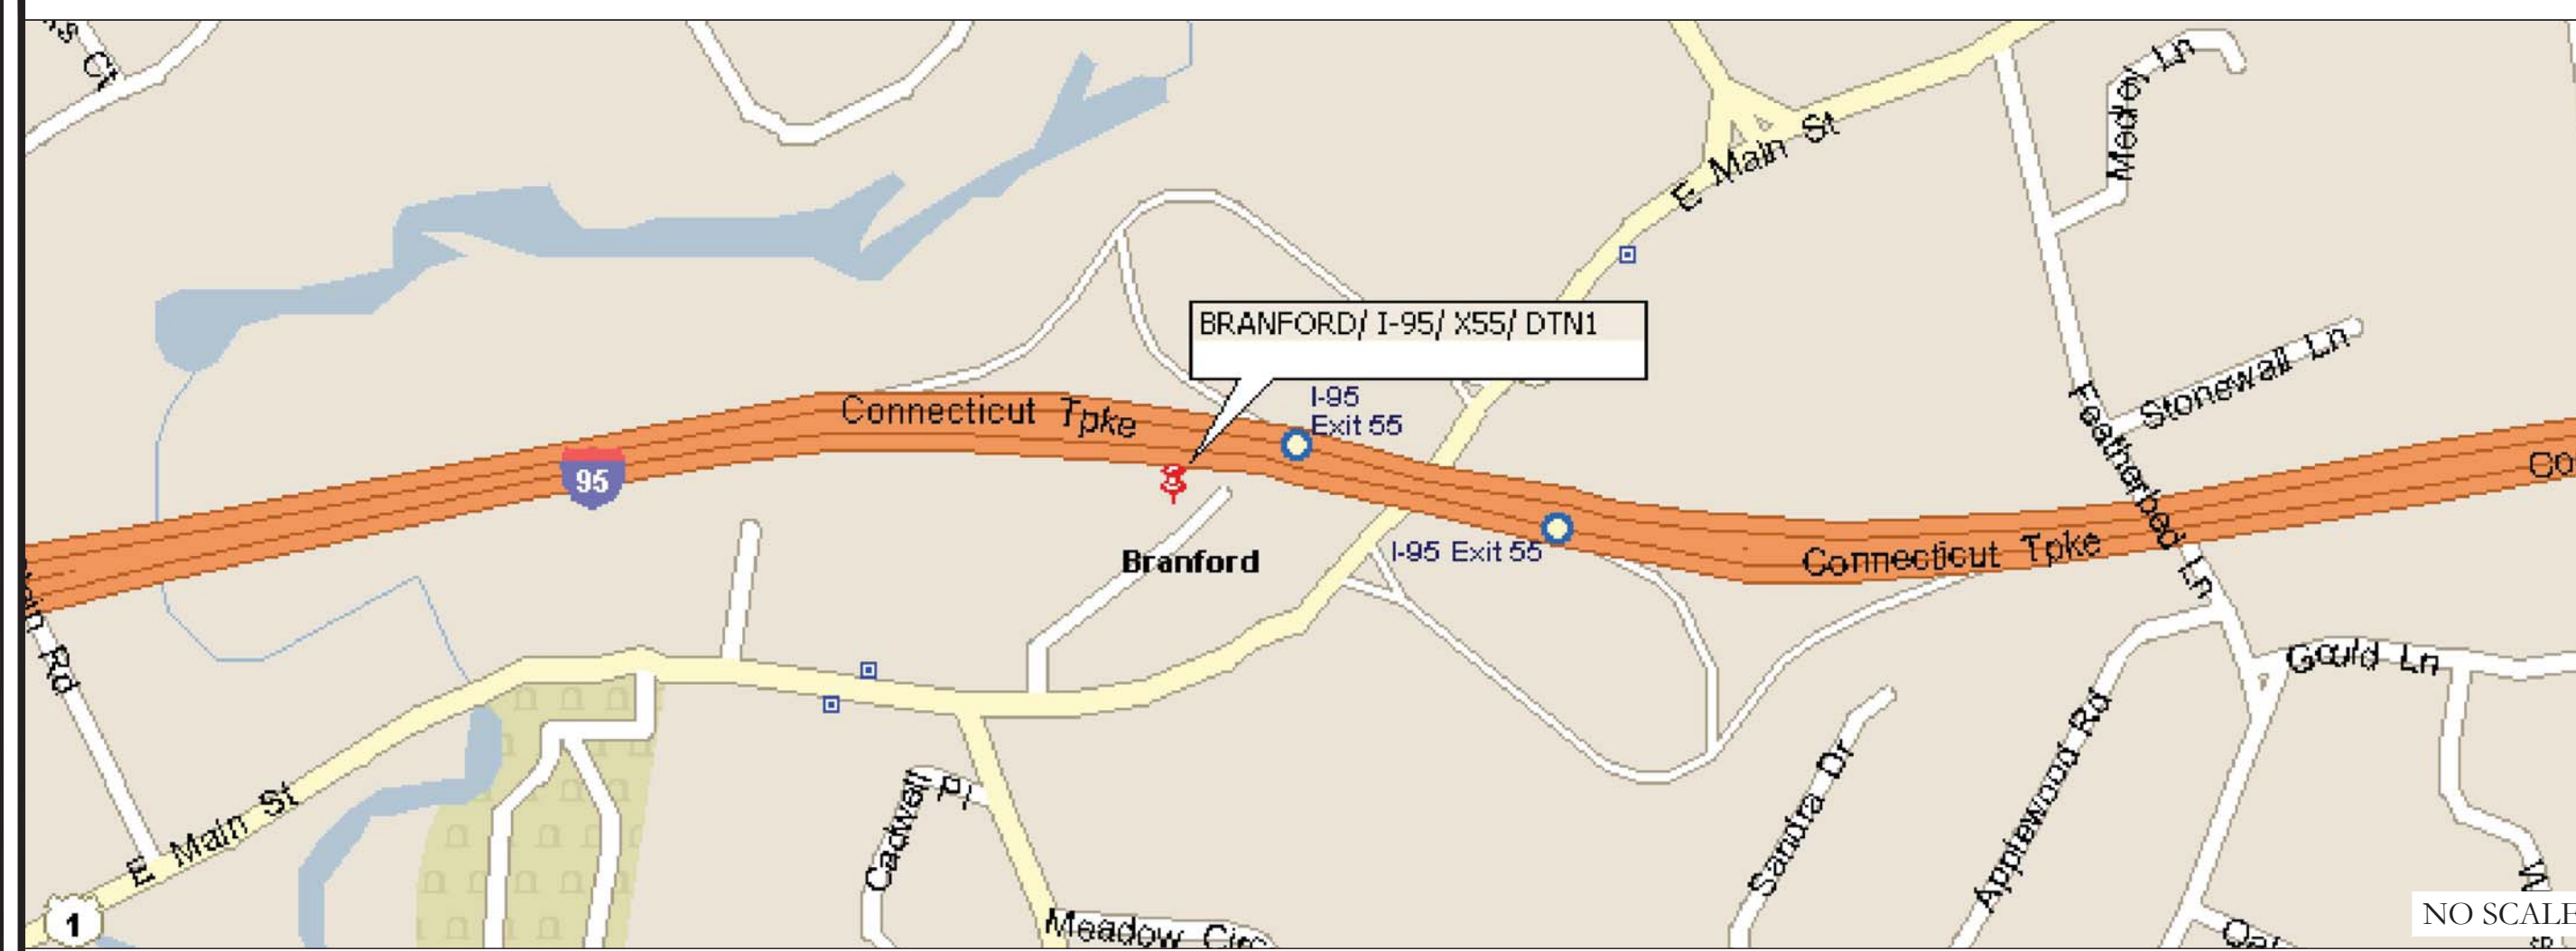 Ct
Medley Ln
E Main St
BRANFORD/ I-95/ X55/ DTN1
Stonewall Ln
I-95
Exit 55
Connecticut Tpke
95
Featherbed Ln
I-95 Exit 55
Branford
Connecticut Tpke
Rd
Gould Ln
Applewood Rd
Sandra Dr
Cadwell Pl
E Main St
1
Meadow Circ
NO SCALE